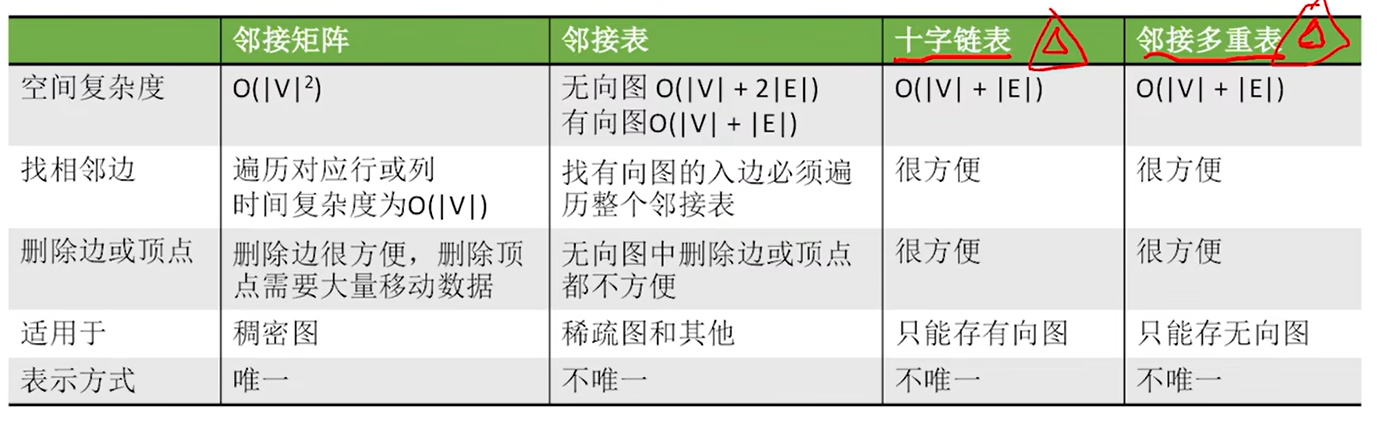 邻接矩阵 邻接表 十字链表 邻接多重表
空间复杂度 O(|V|²) 无向图 O(|V| + 2|E|) O(|V| + |E|) O(|V| + |E|)
有向图O(|V| + |E|)
找相邻边 遍历对应行或列 找有向图的入边必须遍 很方便 很方便
时间复杂度为O(|V|) 历整个邻接表
删除边或顶点 删除边很方便，删除顶 无向图中删除边或顶点 很方便 很方便
点需要大量移动数据 都不方便
适用于 稠密图 稀疏图和其他 只能存有向图 只能存无向图
表示方式 唯一 不唯一 不唯一 不唯一